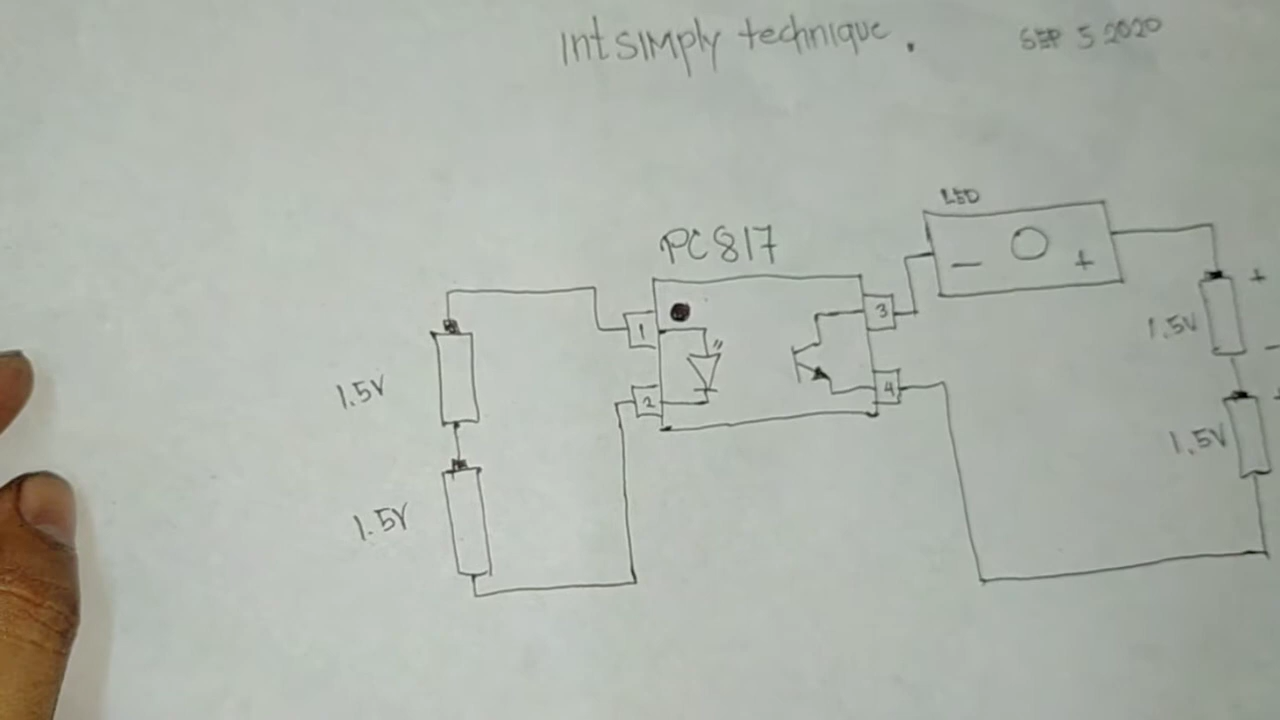 IntSIMPly technique.
SEP 5 2020
LED
PC817
+
- +
1
3
1.5V
-
1.5V
2
4
+
1.5V
1.5V